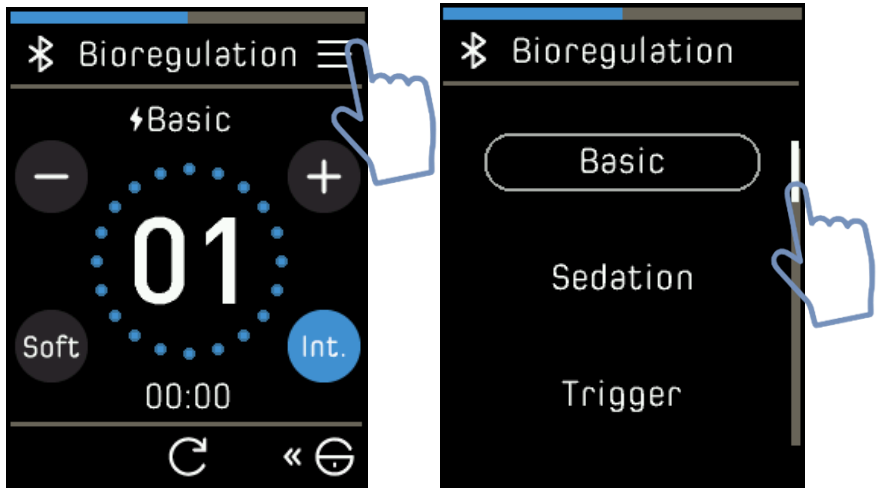 Bioregulation
Basic
01
Soft
Int.
00:00
«
Bioregulation
Basic
Sedation
Trigger